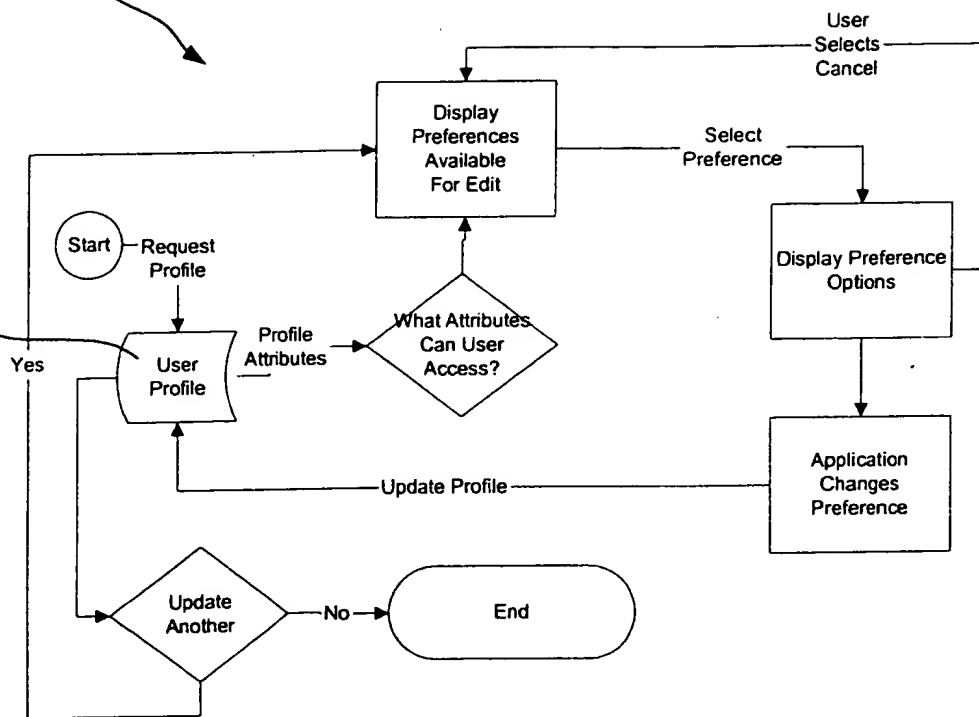 User
Selects
Cancel
Display
Preferences
Available
For Edit
Select
Preference
Start
Request
Profile
Display Preference
Options
What Attributes
Can User
Access?
Profile
Attributes
User
Profile
Yes
Application
Changes
Preference
Update Profile
Update
Another
No
End